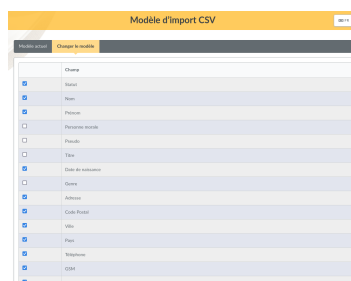 Modèle d'import CSV
Modèle actuel
Changer le modèle
Champ
Statut
Nom
Prénom
Personne morale
Pseudo
Titre
Date de naissance
Genre
Adresse
Code Postal
Ville
Pays
Téléphone
GSM